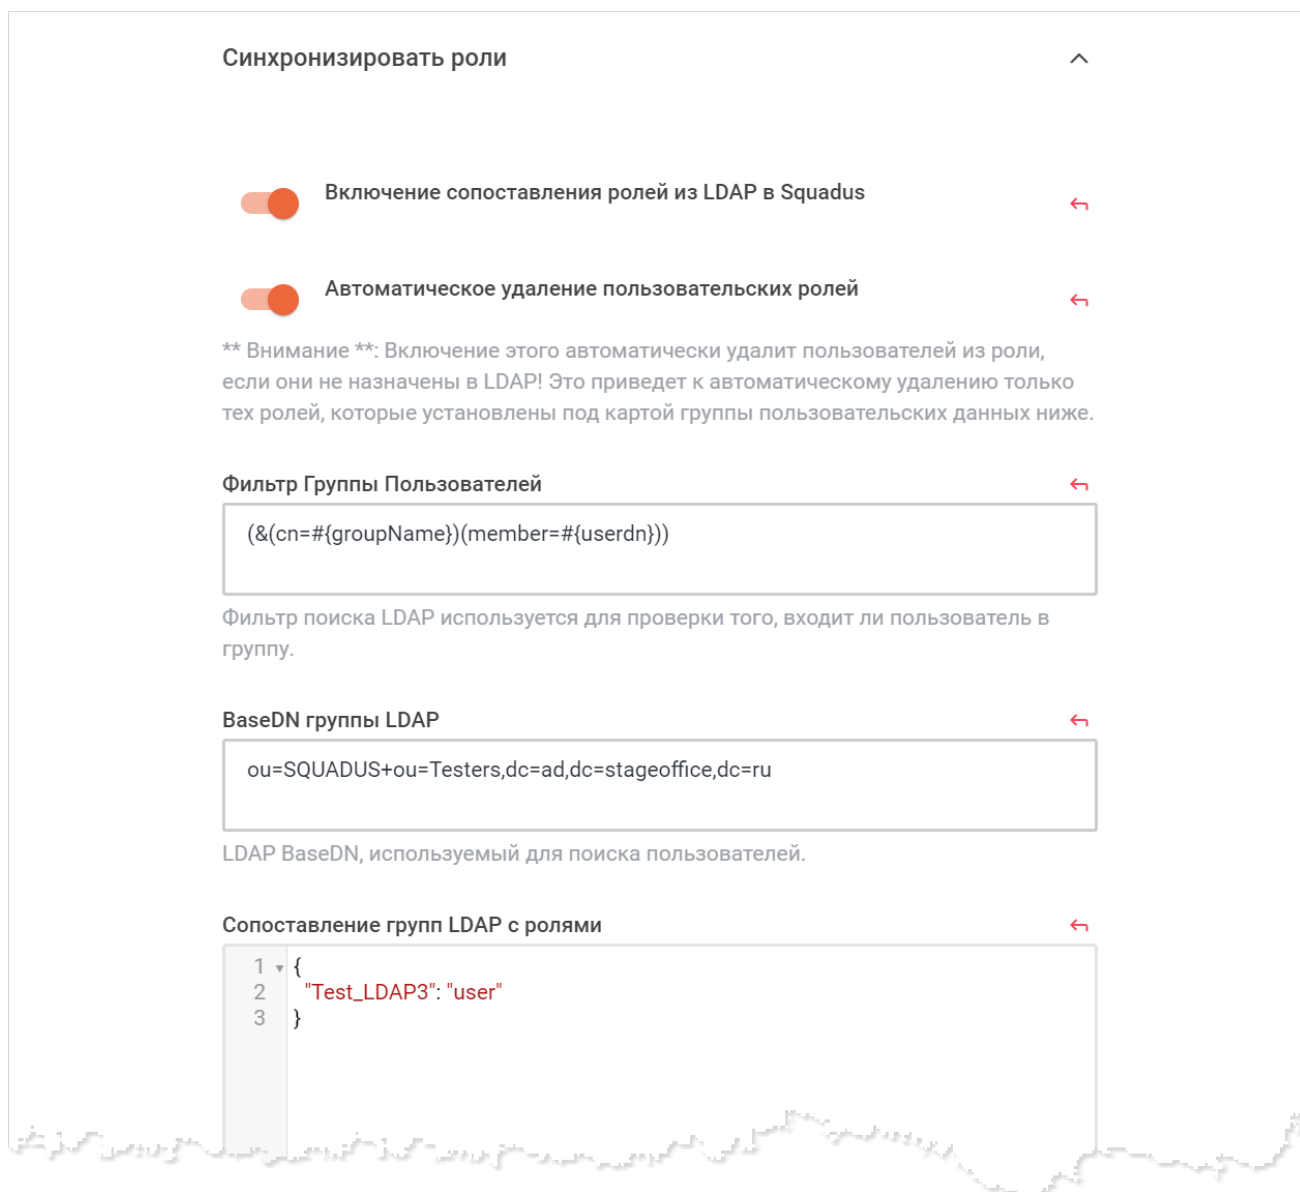 Синхронизировать роли
Включение сопоставления ролей из LDAP в Squadus
Автоматическое удаление пользовательских ролей
** Внимание **: Включение этого автоматически удалит пользователей из роли,
если они не назначены в LDAP! Это приведет к автоматическому удалению только
тех ролей, которые установлены под картой группы пользовательских данных ниже.
Фильтр Группы Пользователей
(&(cn=#{groupName})(member=#{userdn}))
Фильтр поиска LDAP используется для проверки того, входит ли пользователь в
группу.
BaseDN группы LDAP
ou=SQUADUS+ou=Testers,dc=ad,dc=stageoffice,dc=ru
LDAP BaseDN, используемый для поиска пользователей.
Сопоставление групп LDAP с ролями
1 {
2 "Test_LDAP3": "user"
3 }